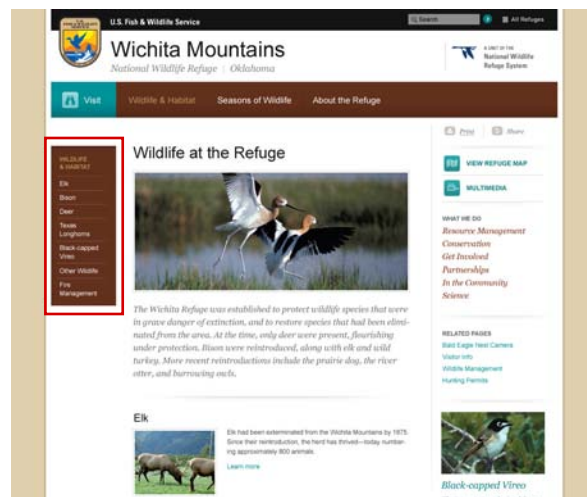 U.S. Fish & Wildlife Service
Search
All Refuges
Wichita Mountains
National Wildlife Refuge | Oklahoma
A UNIT OF THE
National Wildlife
Refuge System
Visit
Wildlife & Habitat
Seasons of Wildlife
About the Refuge
Print
Share
WILDLIFE
& HABITAT
Elk
Bison
Deer
Texas
Longhorns
Black-capped
Vireo
Other Wildlife
Fire
Management
Wildlife at the Refuge
The Wichita Refuge was established to protect wildlife species that were
in grave danger of extinction, and to restore species that had been elimi-
nated from the area. At the time, only deer were present, flourishing
under protection. Bison were reintroduced, along with elk and wild
turkey. More recent reintroductions include the prairie dog, the river
otter, and burrowing owls.
Elk
Elk had been exterminated from the Wichita Mountains by 1875.
Since their reintroduction, the herd has thrived—today number-
ing approximately 800 animals.
Learn more
VIEW REFUGE MAP
MULTIMEDIA
WHAT WE DO
Resource Management
Conservation
Get Involved
Partnerships
In the Community
Science
RELATED PAGES
Bald Eagle Nest Camera
Visitor Info
Wildlife Management
Hunting Permits
Black-capped Vireo